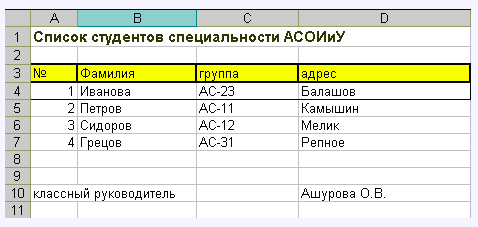 A B C D
1 Список студентов специальности АСОИиУ
2
3 № Фамилия группа адрес
4 1 Иванова АС-23 Балашов
5 2 Петров АС-11 Камышин
6 3 Сидоров АС-12 Мелик
7 4 Грецов АС-31 Репное
8
9
10 классный руководитель Ашурова О.В.
11